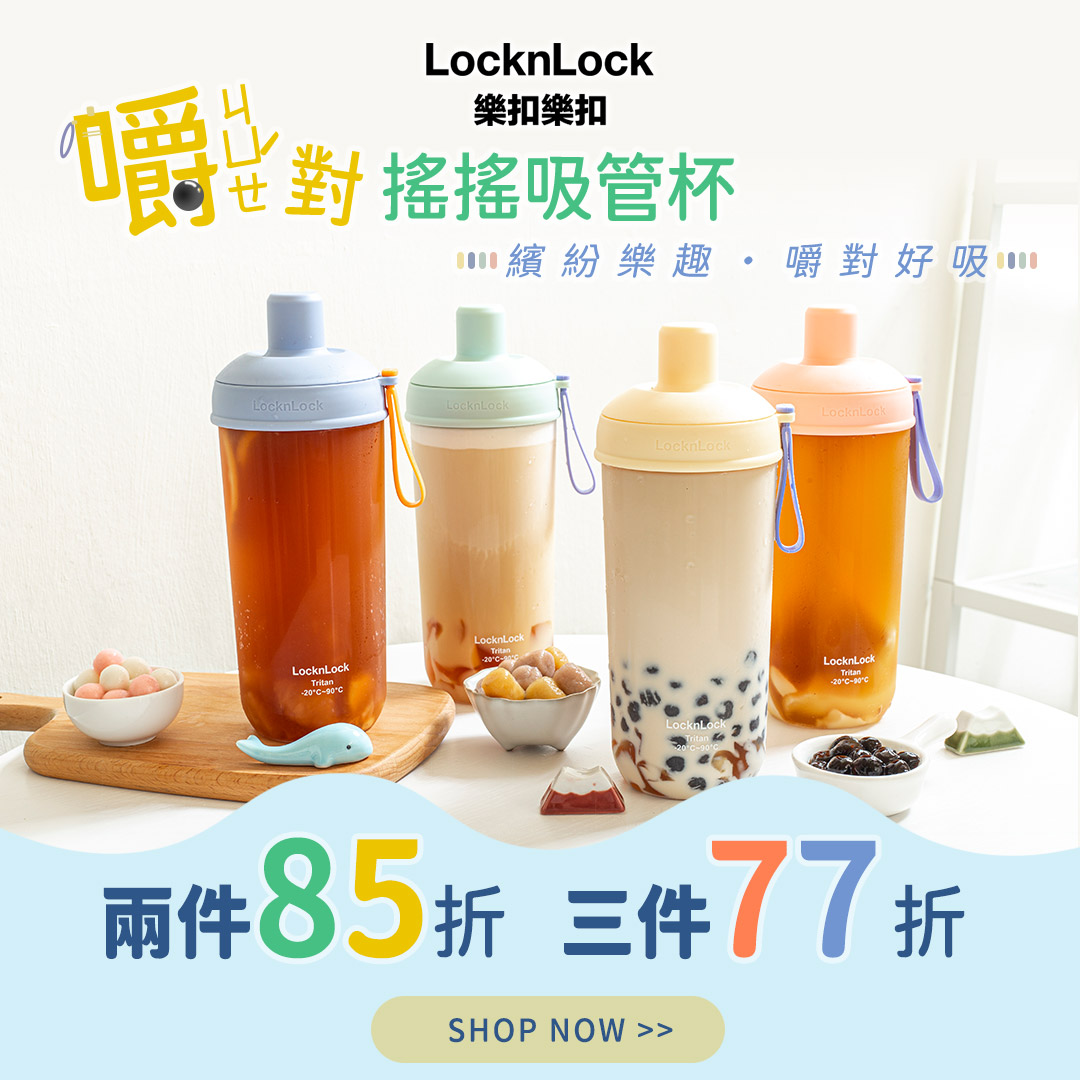 LocknLock
樂扣樂扣
嚼ㄐㄩㄝˊ對 搖搖吸管杯
繽紛樂趣・嚼對好吸
LocknLock
LocknLock
LocknLock
LocknLock
LocknLock
Tritan
-20°C~90°C
LocknLock
Tritan
-20°C~90°C
LocknLock
Tritan
-20°C~90°C
LocknLock
Tritan
-20°C~90°C
兩件85折 三件77折
SHOP NOW >>